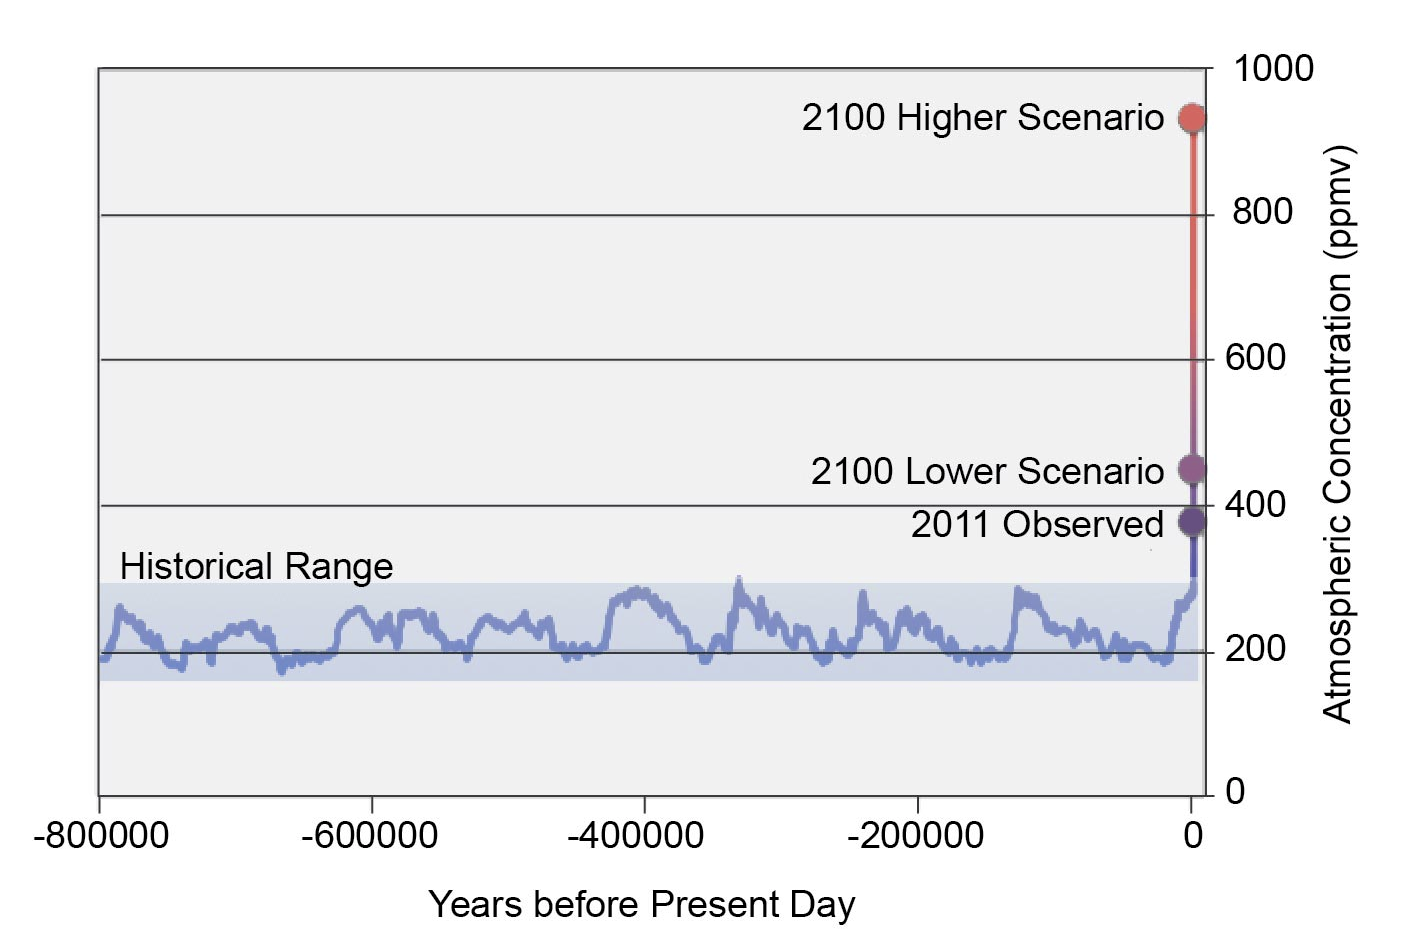 1000
2100 Higher Scenario
800
600
2100 Lower Scenario
400
2011 Observed
Historical Range
200
0
-800000
-600000
-400000
-200000
0
Years before Present Day
Atmospheric Concentration (ppmv)